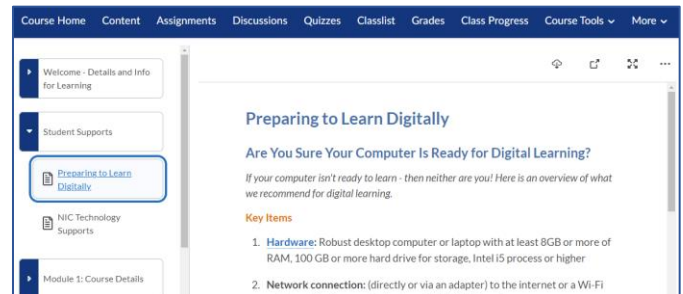 Course Home Content Assignments Discussions Quizzes Classlist Grades Class Progress Course Tools More
Welcome - Details and Info
for Learning
Student Supports
Preparing to Learn
Digitally
NIC Technology
Supports
Module 1: Course Details
Preparing to Learn Digitally
Are You Sure Your Computer Is Ready for Digital Learning?
If your computer isn't ready to learn - then neither are you! Here is an overview of what
we recommend for digital learning.
Key Items
1. Hardware: Robust desktop computer or laptop with at least 8GB or more of
RAM, 100 GB or more hard drive for storage, Intel i5 process
or higher
2. Network connection: (directly or via an adapter) to the internet or a Wi-Fi